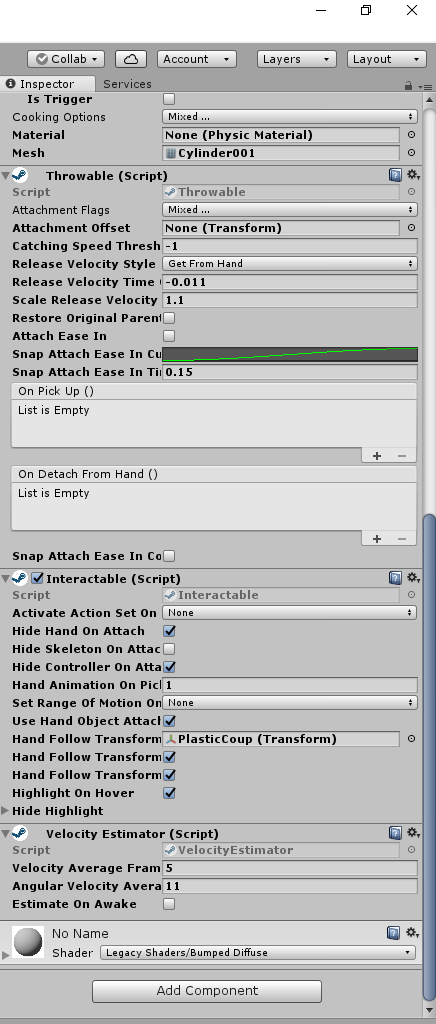 Collab
Account
Layers
Layout
Inspector
Services
Is Trigger
Cooking Options Mixed ...
Material None (Physic Material)
Mesh Cylinder001
Throwable (Script)
Script Throwable
Attachment Flags Mixed ...
Attachment Offset None (Transform)
Catching Speed Thresh -1
Release Velocity Style Get From Hand
Release Velocity Time -0.011
Scale Release Velocity 1.1
Restore Original Paren
Attach Ease In
Snap Attach Ease In Cu
Snap Attach Ease In Ti 0.15
On Pick Up ()
List is Empty
On Detach From Hand ()
List is Empty
Snap Attach Ease In Co
Interactable (Script)
Script Interactable
Activate Action Set On None
Hide Hand On Attach
Hide Skeleton On Attac
Hide Controller On Atta
Hand Animation On Pic 1
Set Range Of Motion On None
Use Hand Object Attach
Hand Follow Transform PlasticCoup (Transform)
Hand Follow Transform
Hand Follow Transform
Highlight On Hover
Hide Highlight
Velocity Estimator (Script)
Script VelocityEstimator
Velocity Average Fram 5
Angular Velocity Avera 11
Estimate On Awake
No Name
Shader Legacy Shaders/Bumped Diffuse
Add Component